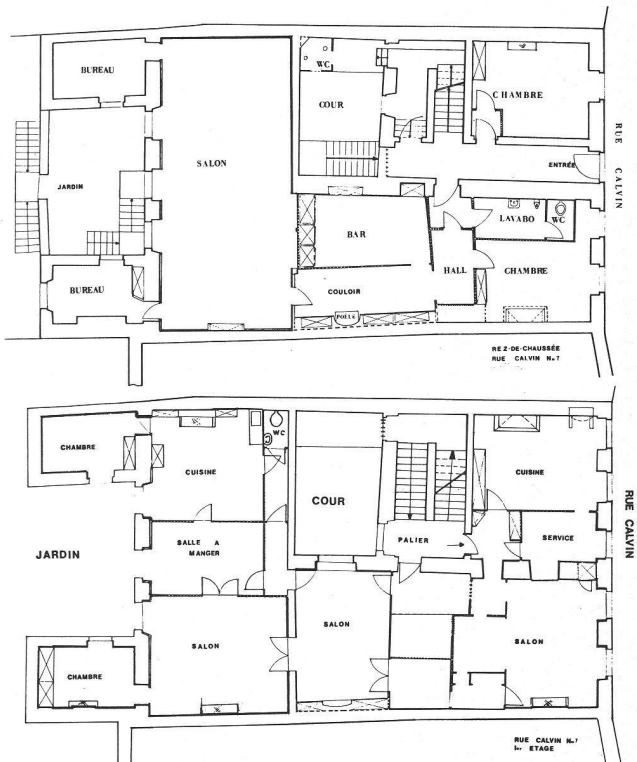 BUREAU
WC
CHAMBRE
COUR
RUE CALVIN
SALON
ENTRÉE
JARDIN
LAVABO
WC
BAR
HALL
CHAMBRE
BUREAU
COULOIR
POÊLE
REZ-DE-CHAUSSÉE
RUE CALVIN No 7
CHAMBRE
WC
CUISINE
CUISINE
COUR
RUE CALVIN
JARDIN
SALLE A
MANGER
PALIER
SERVICE
SALON
SALON
SALON
CHAMBRE
RUE CALVIN No 7
1er ETAGE